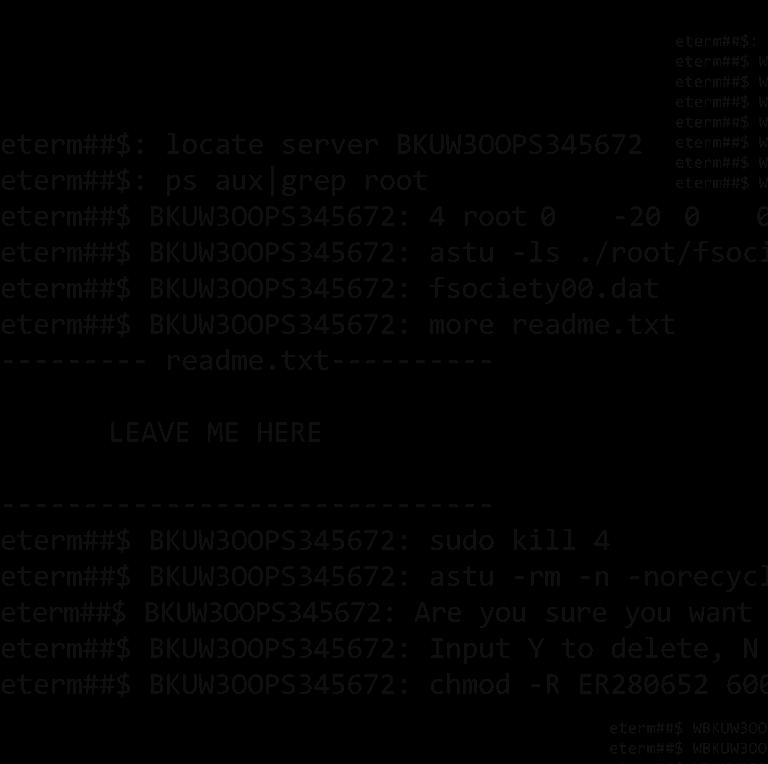 eterm##$:
eterm##$ W
eterm##$ W
eterm##$ W
eterm##$ W
eterm##$ W
eterm##$ W
eterm##$ W
eterm##$: locate server BKUW3OOPS345672
eterm##$: ps aux|grep root
eterm##$ BKUW3OOPS345672: 4 root 0 -20 0 0
eterm##$ BKUW3OOPS345672: astu -ls ./root/fsoci
eterm##$ BKUW3OOPS345672: fsociety00.dat
eterm##$ BKUW3OOPS345672: more readme.txt
--------- readme.txt----------
LEAVE ME HERE
------------------------------
eterm##$ BKUW3OOPS345672: sudo kill 4
eterm##$ BKUW3OOPS345672: astu -rm -n -norecycl
eterm##$ BKUW3OOPS345672: Are you sure you want
eterm##$ BKUW3OOPS345672: Input Y to delete, N
eterm##$ BKUW3OOPS345672: chmod -R ER280652 600
eterm##$ WBKUW3OO
eterm##$ WBKUW3OO